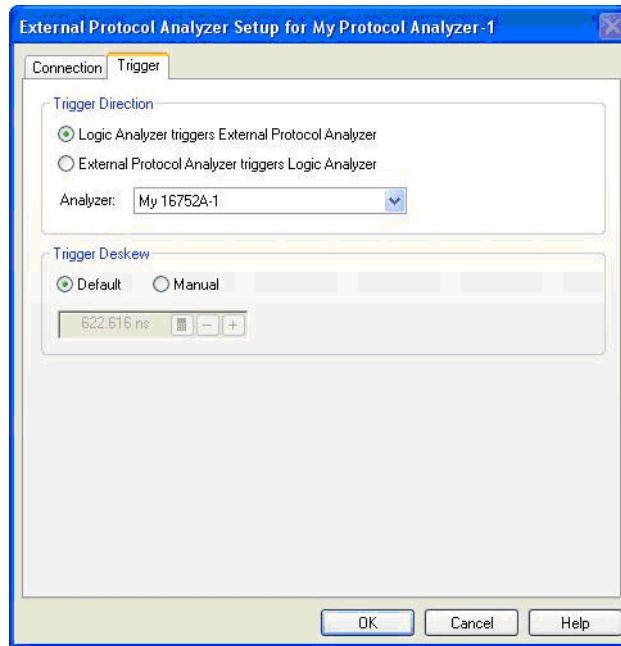 External Protocol Analyzer Setup for My Protocol Analyzer-1
Connection Trigger
Trigger Direction
Logic Analyzer triggers External Protocol Analyzer
External Protocol Analyzer triggers Logic Analyzer
Analyzer: My 16752A-1
Trigger Deskew
Default Manual
622.616 ns
OK Cancel Help